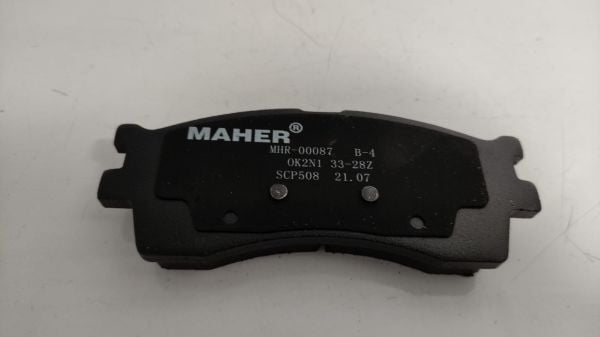 MAHER®
MHR-00087 B-4
OK2N1 33-28Z
SCP508 21.07